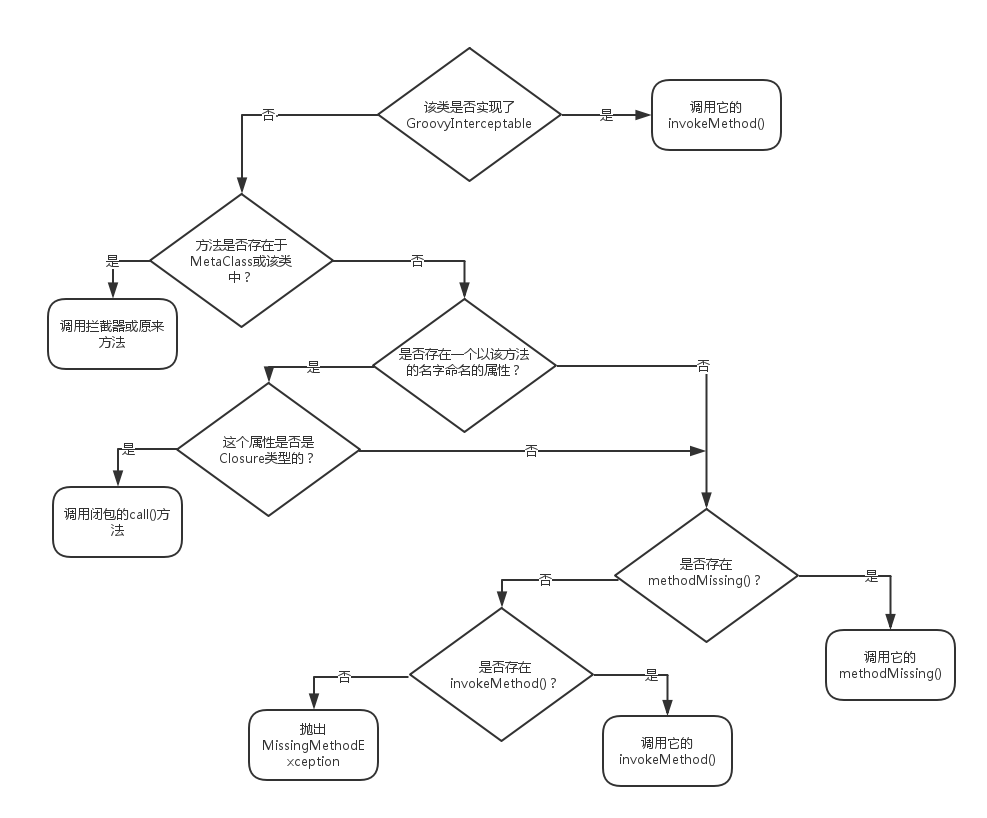 该类是否实现了
GroovyInterceptable
否
是
调用它的
invokeMethod()
方法是否存在于
MetaClass或该类
中？
是
否
调用拦截器或原来
方法
是否存在一个以该方法
的名字命名的属性？
是
否
这个属性是否是
Closure类型的？
是
否
调用闭包的call()方
法
是否存在
methodMissing()？
否
是
调用它的
methodMissing()
是否存在
invokeMethod()？
否
是
抛出
MissingMethodE
xception
调用它的
invokeMethod()